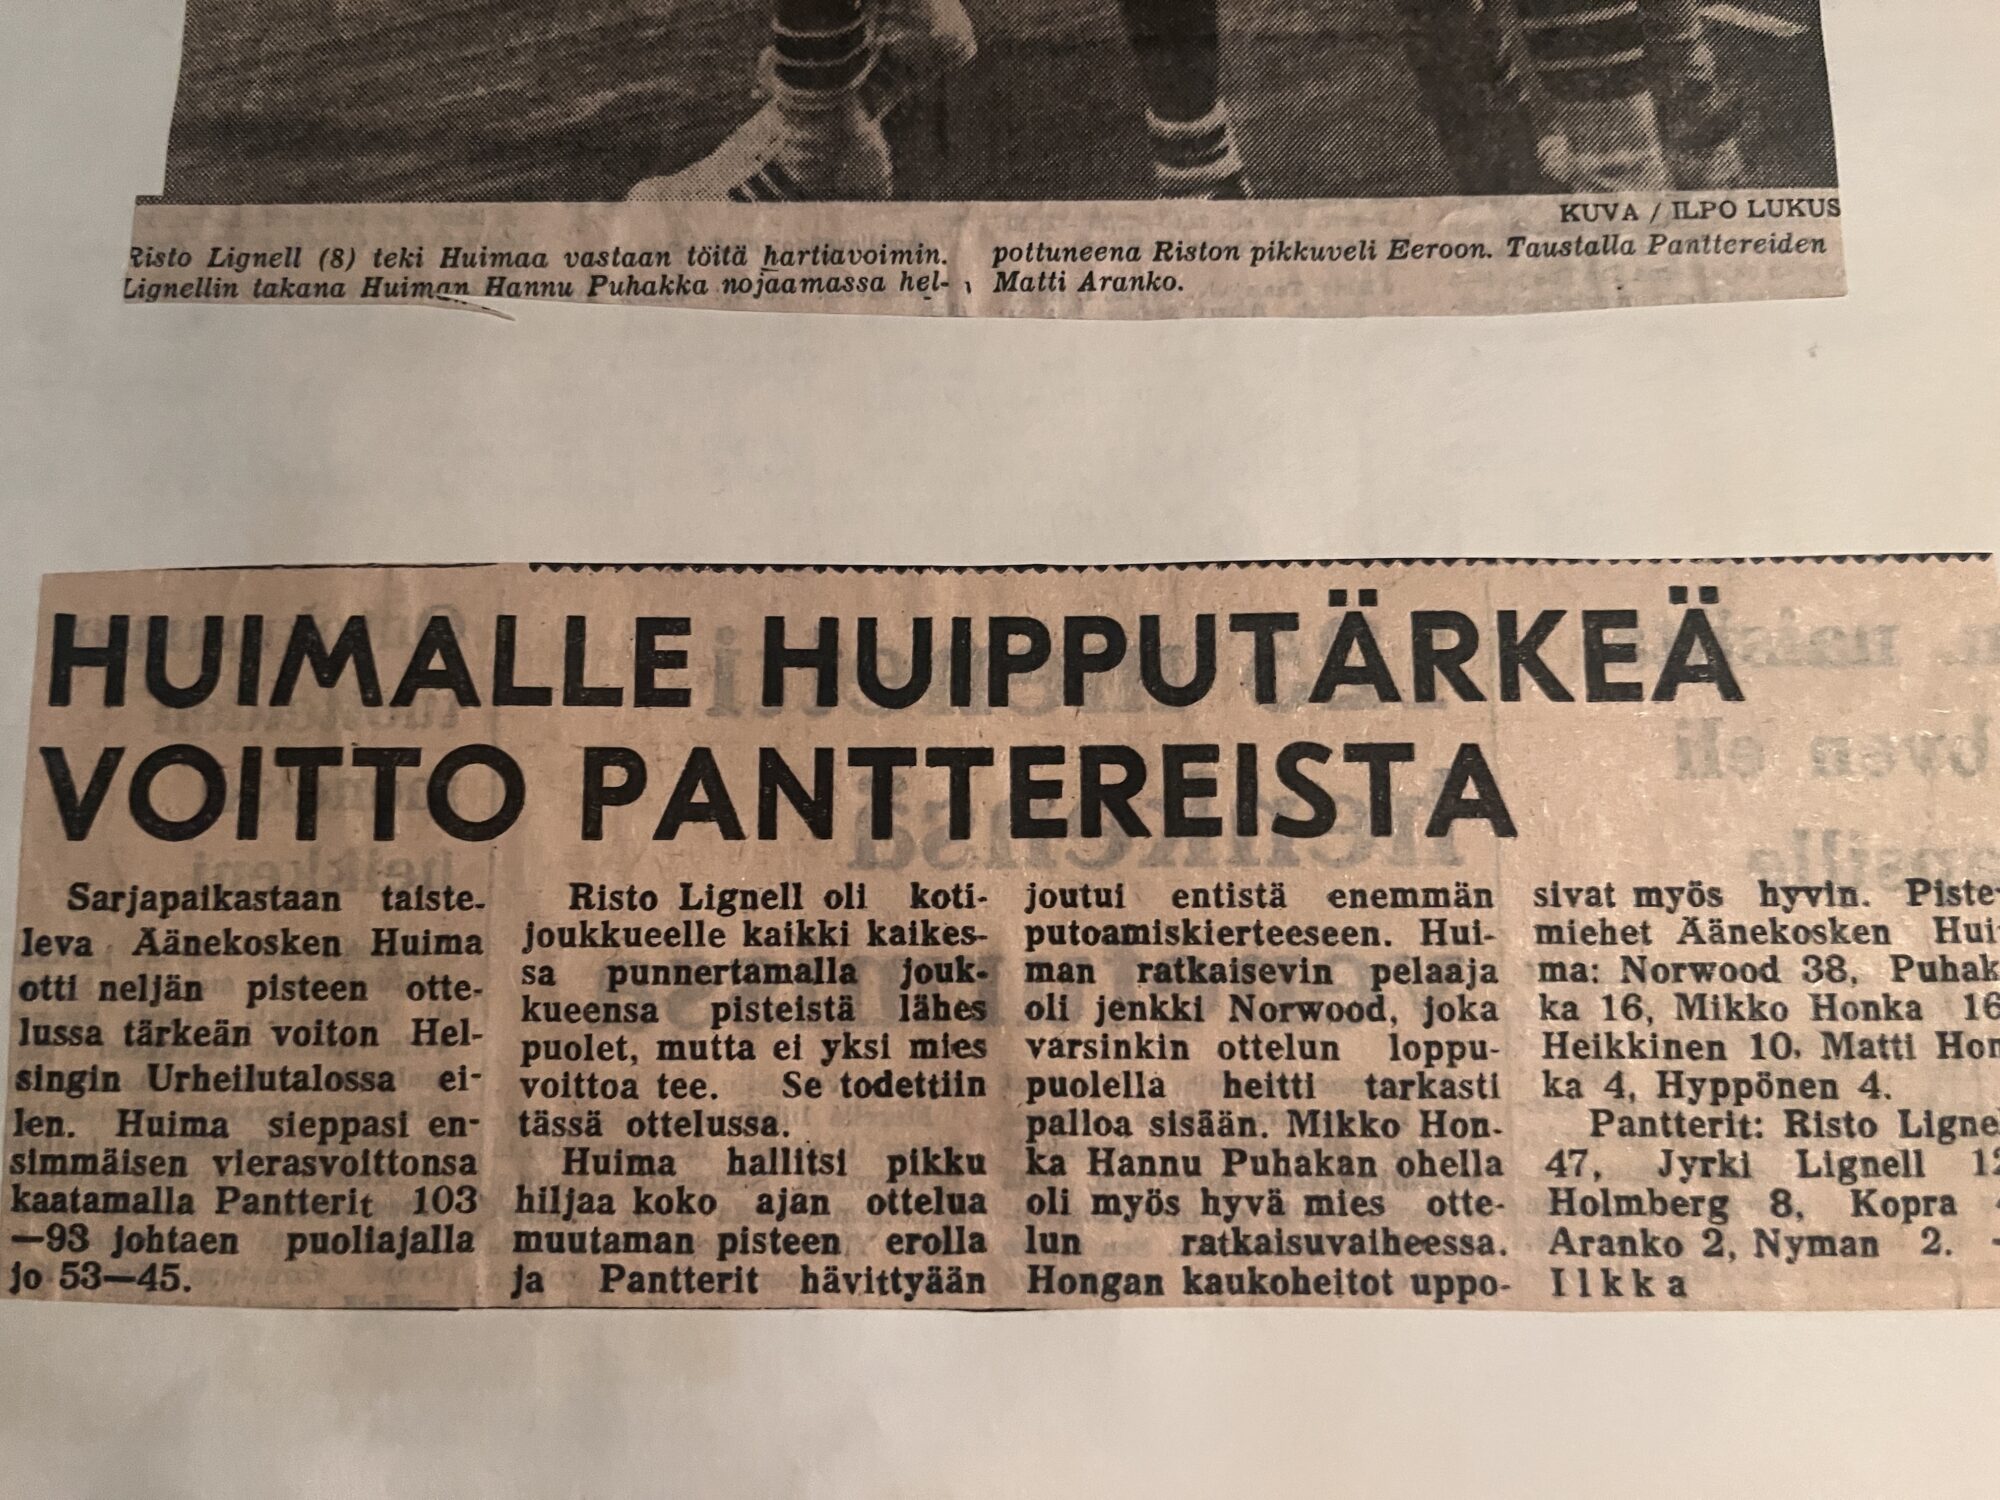 KUVA / ILPO LUKUS
Risto Lignell (8) teki Huimaa vastaan töitä hartiavoimin.
Lignellin takana Huiman Hannu Puhakka nojaamassa hel-
pottuneena Riston pikkuveli Eeroon. Taustalla Panttereiden
Matti Aranko.
HUIMALLE HUIPPUTÄRKEÄ
VOITTO PANTTEREISTA
Sarjapaikastaan taiste-
leva Äänekosken Huima
otti neljän pisteen otte-
lussa tärkeän voiton Hel-
singin Urheilutalossa ei-
len. Huima sieppasi en-
simmäisen vierasvoittonsa
kaatamalla Pantterit 103
—93 johtaen puoliajalla
jo 53—45.
Risto Lignell oli koti-
joukkueelle kaikki kaikes-
sa punnertamalla jouk-
kueensa pisteistä lähes
puolet, mutta ei yksi mies
voittoa tee. Se todettiin
tässä ottelussa.
Huima hallitsi pikku
hiljaa koko ajan ottelua
muutaman pisteen erolla
ja Pantterit hävittyään
joutui entistä enemmän
putoamiskierteeseen. Hui-
man ratkaisevin pelaaja
oli jenkki Norwood, joka
varsinkin ottelun loppu-
puolella heitti tarkasti
palloa sisään. Mikko Hon-
ka Hannu Puhakan ohella
oli myös hyvä mies otte-
lun ratkaisuvaiheessa.
Hongan kaukoheitot uppo-
sivat myös hyvin. Piste-
miehet Äänekosken Hui-
ma: Norwood 38, Puhak-
ka 16, Mikko Honka 16
Heikkinen 10, Matti Hon-
ka 4, Hyppönen 4.
Pantterit: Risto Ligne
47, Jyrki Lignell 12
Holmberg 8, Kopra
Aranko 2, Nyman 2. —
Ilkka